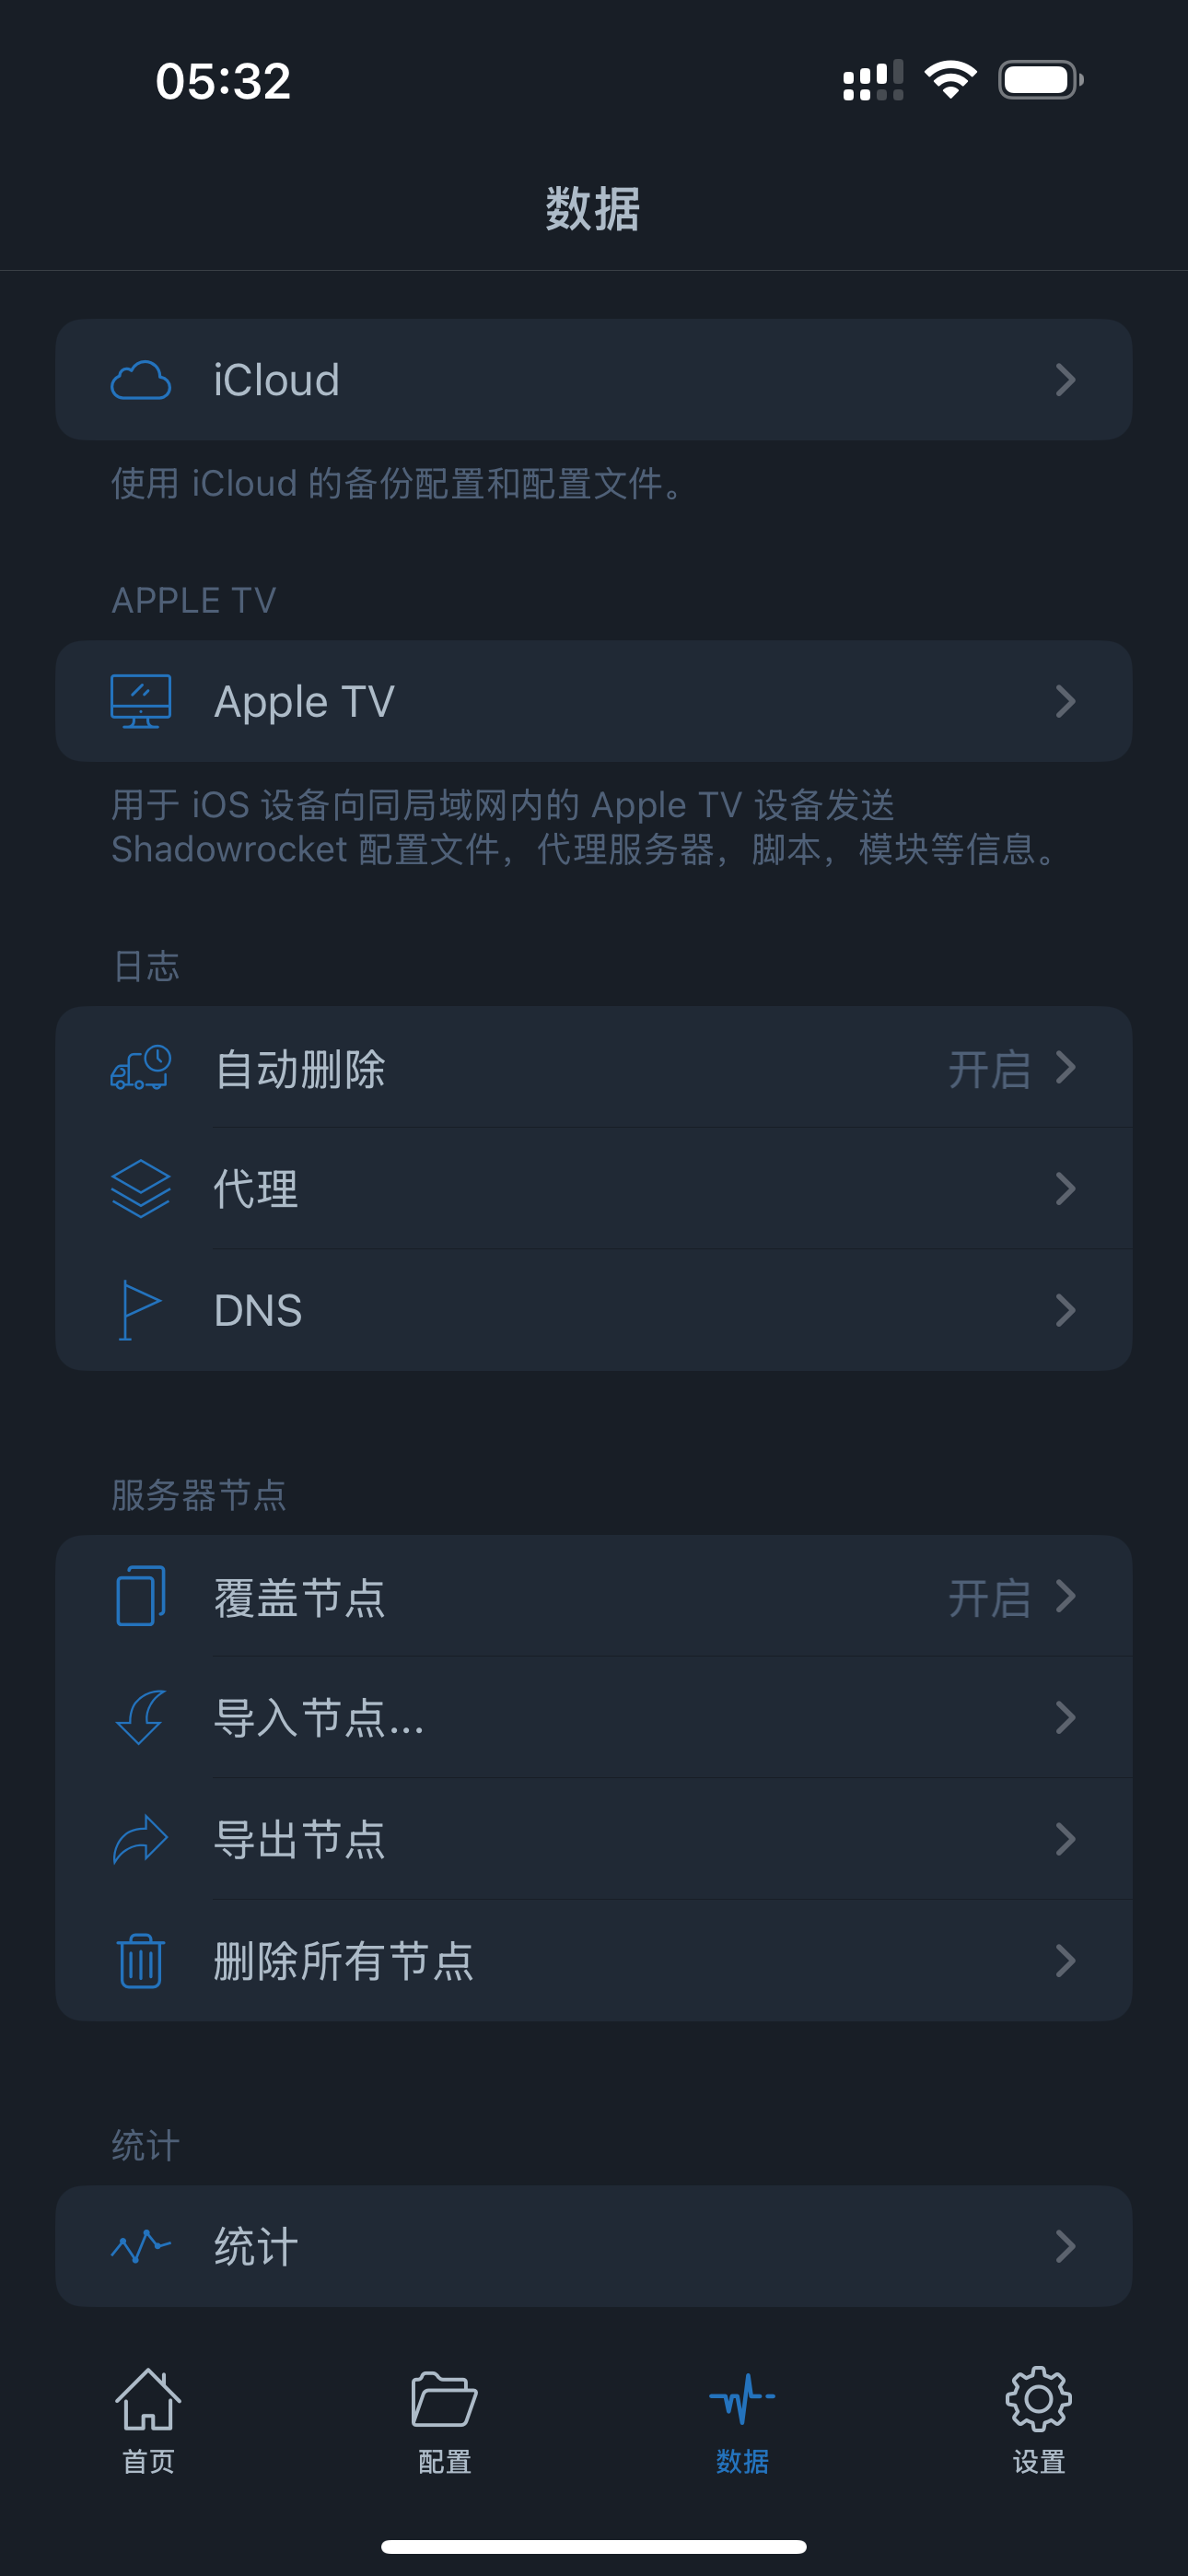 05:32
数据
iCloud
使用 iCloud 的备份配置和配置文件。
APPLE TV
Apple TV
用于 iOS 设备向同局域网内的 Apple TV 设备发送
Shadowrocket 配置文件，代理服务器，脚本，模块等信息。
日志
自动删除 开启
代理
DNS
服务器节点
覆盖节点 开启
导入节点...
导出节点
删除所有节点
统计
统计
首页 配置 数据 设置